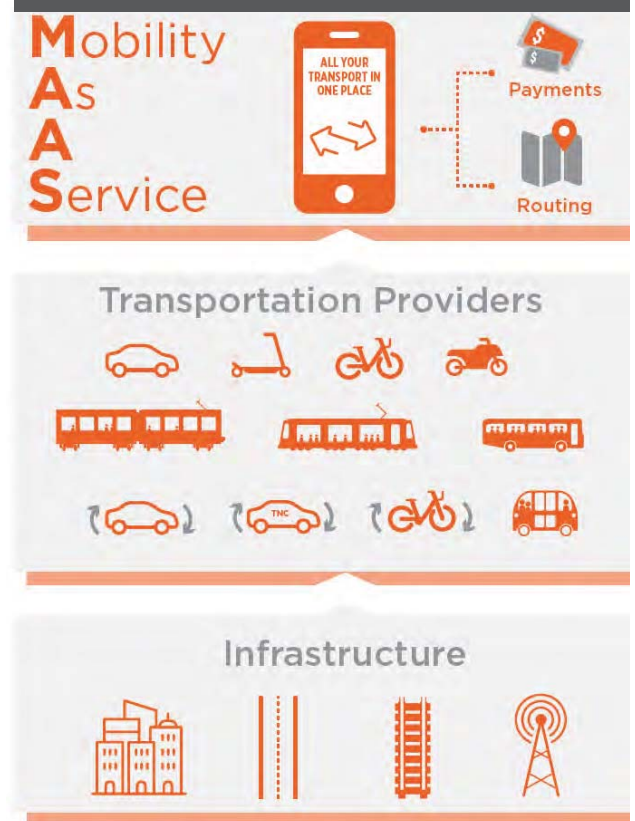 Mobility
As
A
Service
ALL YOUR
TRANSPORT IN
ONE PLACE
$
$
Payments
Routing
Transportation Providers
TNC
Infrastructure